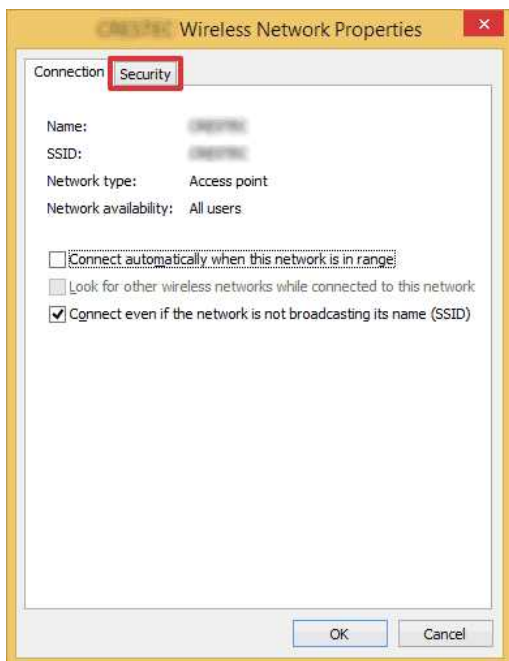 Wireless Network Properties
Connection
Security
Name:
SSID:
Network type: Access point
Network availability: All users
Connect automatically when this network is in range
Look for other wireless networks while connected to this network
Connect even if the network is not broadcasting its name (SSID)
OK
Cancel